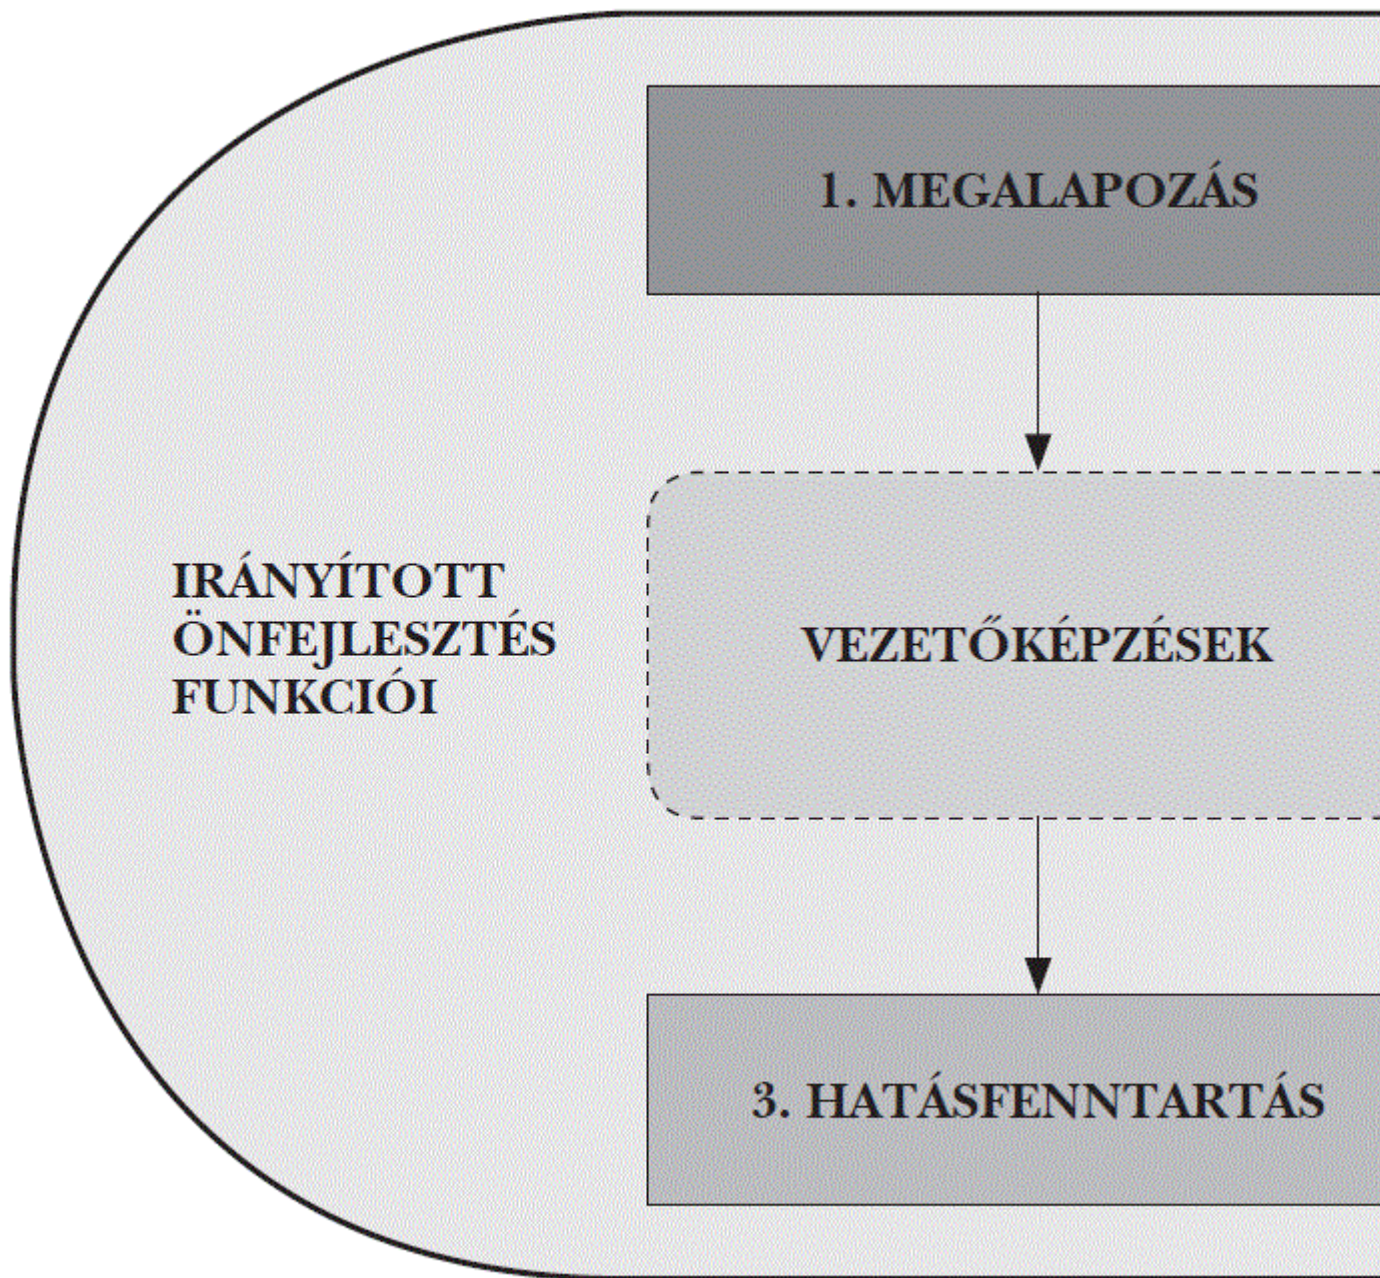 1. MEGALAPOZÁS
IRÁNYÍTOTT
ÖNFEJLESZTÉS
FUNKCIÓI
VEZETŐKÉPZÉSEK
3. HATÁSFENNTARTÁS